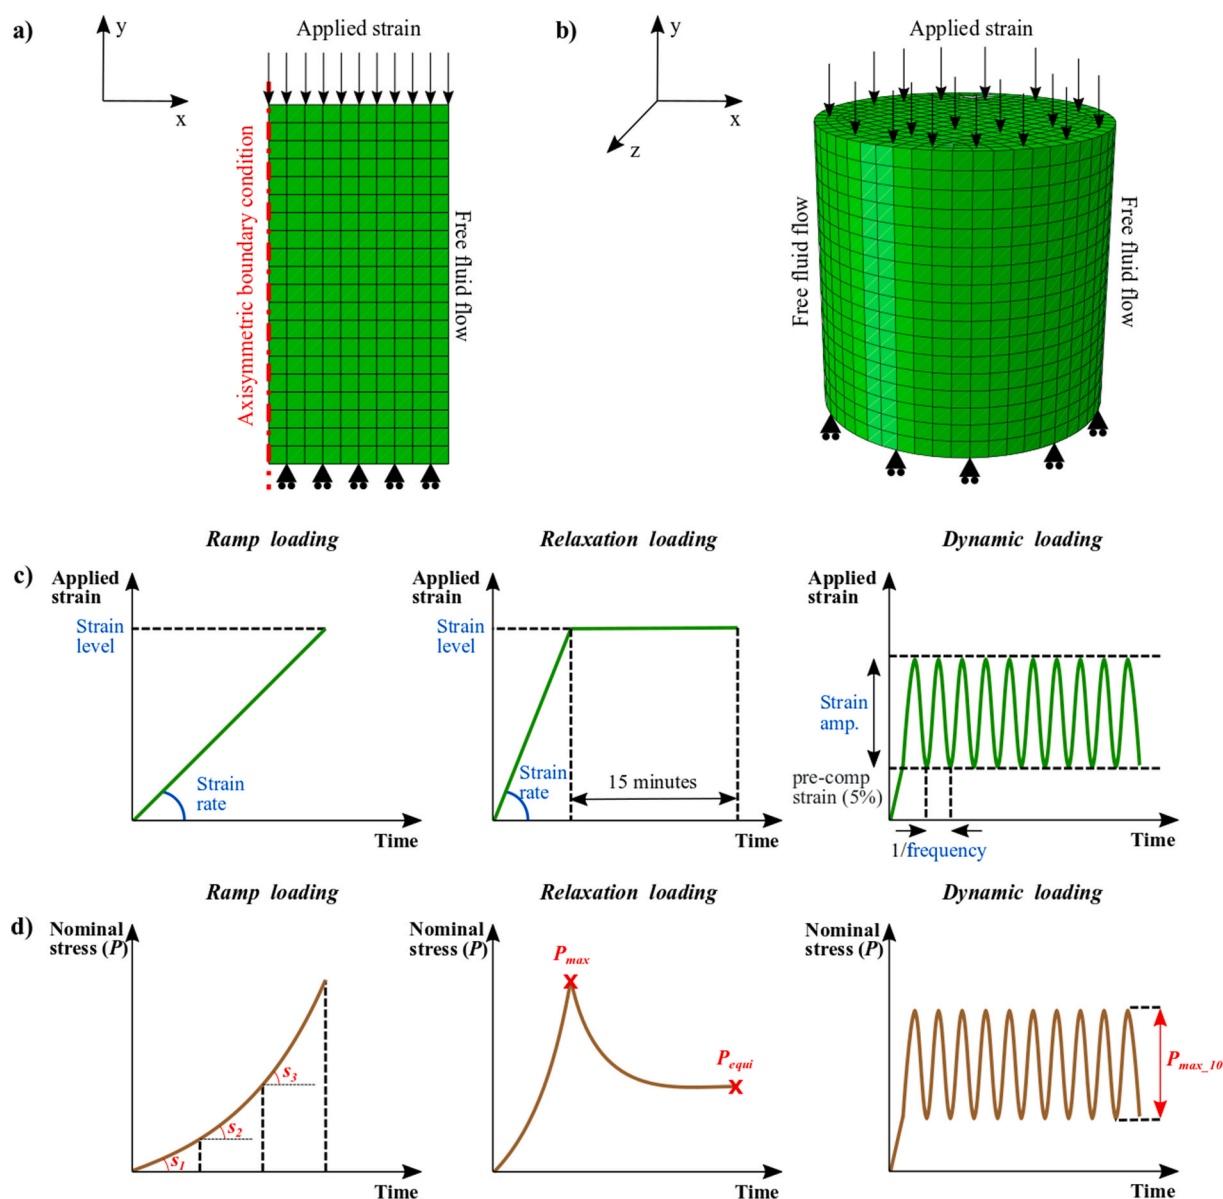 a)
y
x
Applied strain
Axisymmetric boundary condition
Free fluid flow
b)
y
x
z
Applied strain
Free fluid flow
Free fluid flow
Ramp loading
Relaxation loading
Dynamic loading
c)
Applied
strain
Strain
level
Strain
rate
Time
Applied
strain
Strain
level
Strain
rate
15 minutes
Time
Applied
strain
Strain
amp.
pre-comp
strain (5%)
1/frequency
Time
Ramp loading
Relaxation loading
Dynamic loading
d)
Nominal
stress (P)
s1
s2
s3
Time
Nominal
stress (P)
Pmax
Pequi
Time
Nominal
stress (P)
Pmax_10
Time